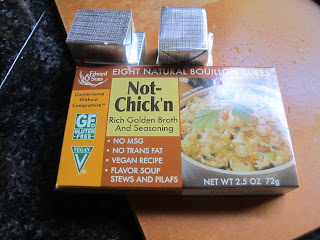 Edward & Sons
EIGHT NATURAL BOUILLON CUBES
Convenience
Without
Compromise™
Not-
Chick'n
Rich Golden Broth
And Seasoning
GF
GLUTEN
FREE
VEGAN
• NO MSG
• NO TRANS FAT
• VEGAN RECIPE
• FLAVOR SOUP
STEWS AND PILAFS
NET WT 2.5 OZ 72g